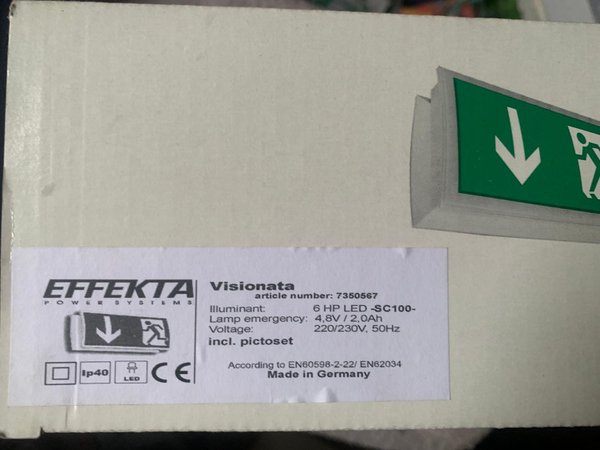 EFFEKTA
POWER SYSTEMS
Visionata
article number: 7350567
Illuminant: 6 HP LED -SC100-
Lamp emergency: 4,8V / 2,0Ah
Voltage: 220/230V, 50Hz
incl. pictoset
Ip40
LED
CE
According to EN60598-2-22/ EN62034
Made in Germany